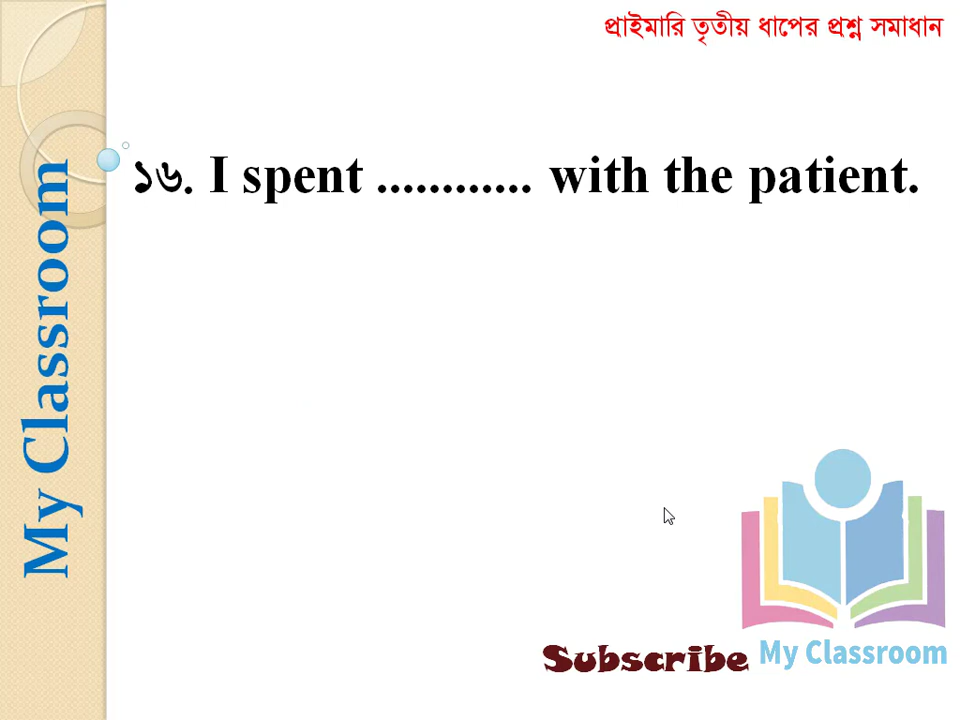 প্রাইমারি তৃতীয় ধাপের প্রশ্ন সমাধান
১৬. I spent ............ with the patient.
My Classroom
Subscribe
My Classroom